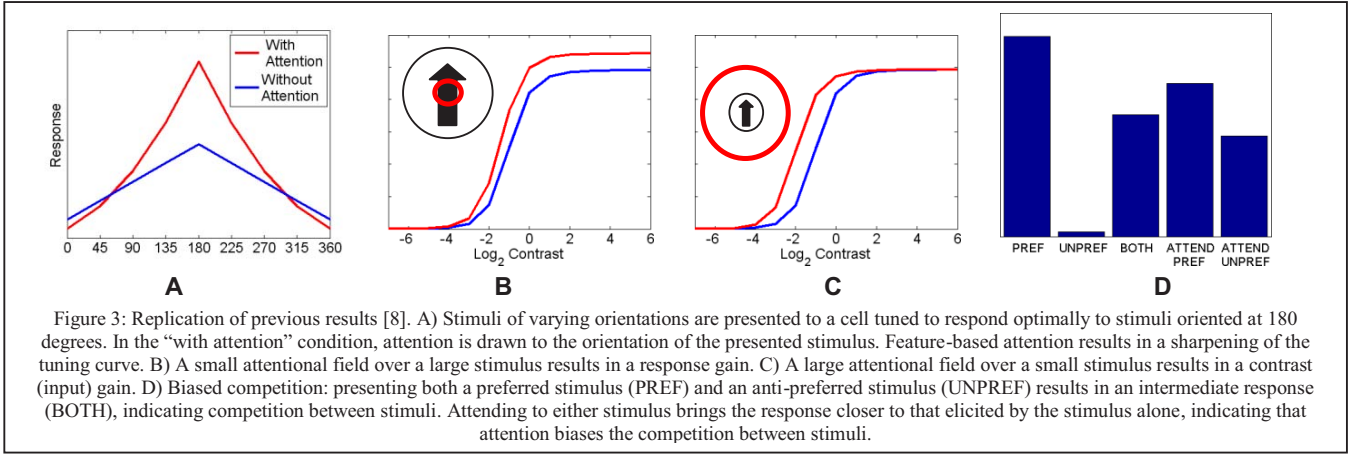 With
Attention
Without
Attention
Response
0 45 90 135 180 225 270 315 360
A
-6 -4 -2 0 2 4 6
Log2 Contrast
B
-6 -4 -2 0 2 4 6
Log2 Contrast
C
PREF UNPREF BOTH ATTEND PREF ATTEND UNPREF
D
Figure 3: Replication of previous results [8]. A) Stimuli of varying orientations are presented to a cell tuned to respond optimally to stimuli oriented at 180
degrees. In the “with attention” condition, attention is drawn to the orientation of the presented stimulus. Feature-based attention results in a sharpening of the
tuning curve. B) A small attentional field over a large stimulus results in a response gain. C) A large attentional field over a small stimulus results in a contrast
(input) gain. D) Biased competition: presenting both a preferred stimulus (PREF) and an anti-preferred stimulus (UNPREF) results in an intermediate response
(BOTH), indicating competition between stimuli. Attending to either stimulus brings the response closer to that elicited by the stimulus alone, indicating that
attention biases the competition between stimuli.